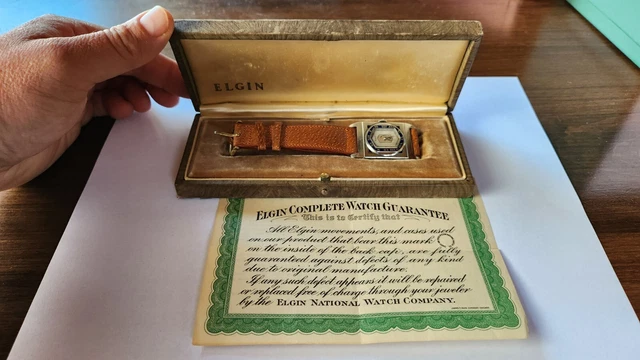 ELGIN
ELGIN COMPLETE WATCH GUARANTEE
This is to Certify that
All Elgin movements, and cases used
on our product that bear this mark
on the inside of the back cap, are fully
guaranteed against defects of any kind
due to original manufacture.
If any such defect appears it will be repaired
or replaced free of charge through your jeweler
by the ELGIN NATIONAL WATCH COMPANY.